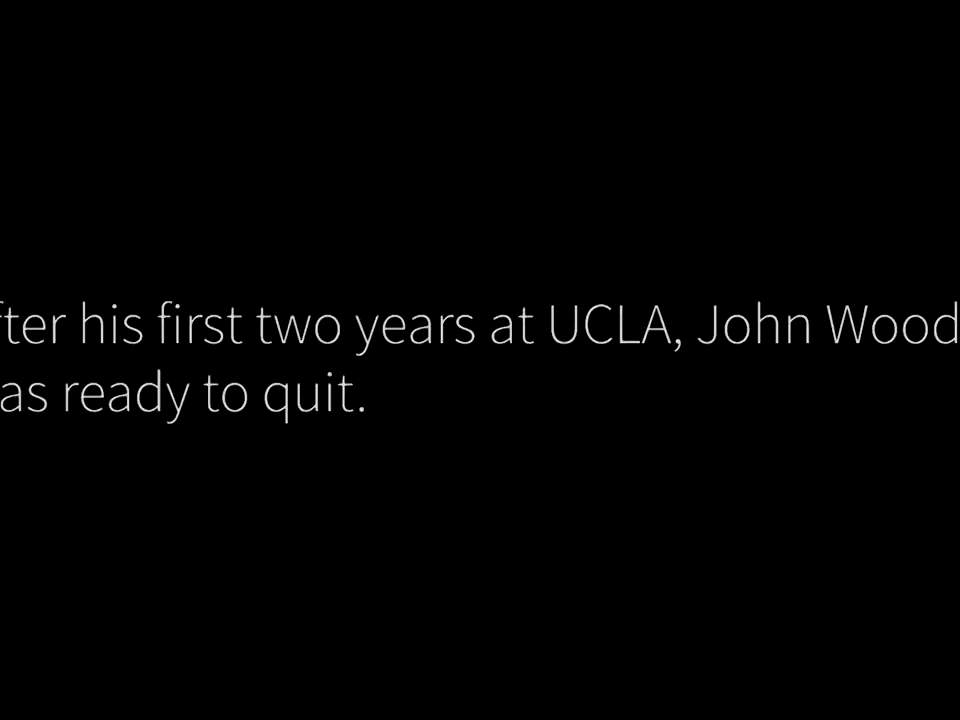 fter his first two years at UCLA, John Wood
as ready to quit.